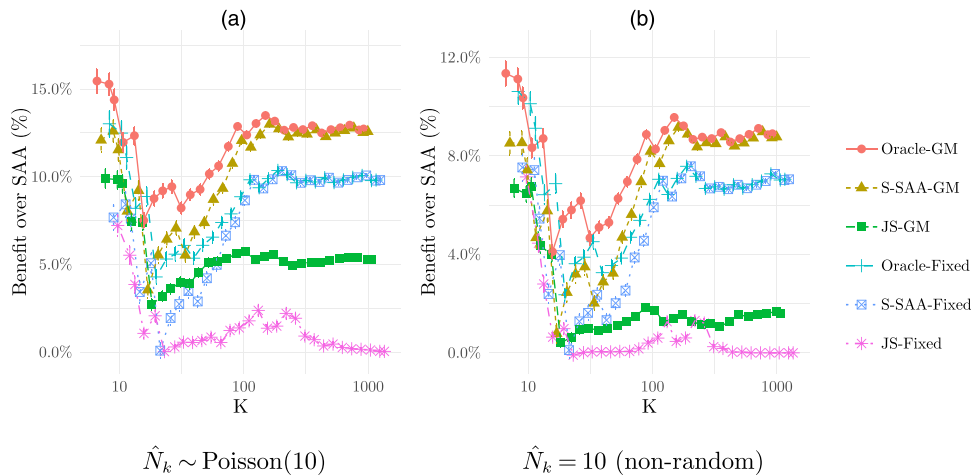 (a)
Benefit over SAA (%)
15.0%
10.0%
5.0%
0.0%
10
100
1000
K
N̂ₖ ∼ Poisson(10)
(b)
Benefit over SAA (%)
12.0%
8.0%
4.0%
0.0%
10
100
1000
K
N̂ₖ = 10 (non-random)
Oracle-GM
S-SAA-GM
JS-GM
Oracle-Fixed
S-SAA-Fixed
JS-Fixed